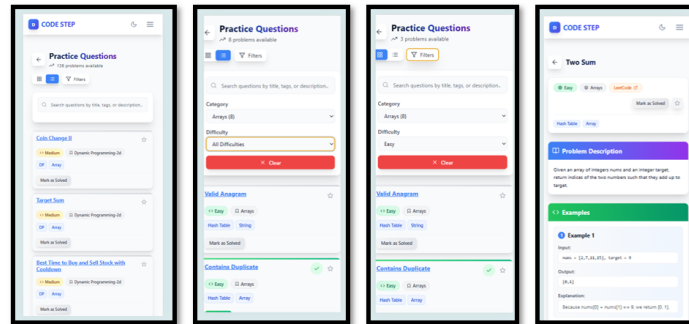 CODE STEP
Practice Questions
136 problems available
Filters
Search questions by title, tags, or description..
Coin Change II
Medium Dynamic Programming-2d
DP Array
Mark as Solved
Target Sum
Medium Dynamic Programming-2d
DP Array
Mark as Solved
Best Time to Buy and Sell Stock with
Cooldown
Medium Dynamic Programming-2d
DP Array
Mark as Solved
Practice Questions
8 problems available
Filters
Search questions by title, tags, or description..
Category
Arrays (8)
Difficulty
All Difficulties
× Clear
Valid Anagram
Easy Arrays
Hash Table String
Mark as Solved
Contains Duplicate
Easy Arrays
Hash Table Array
Practice Questions
3 problems available
Filters
Search questions by title, tags, or description..
Category
Arrays (8)
Difficulty
Easy
× Clear
Valid Anagram
Easy Arrays
Hash Table String
Mark as Solved
Contains Duplicate
Easy Arrays
Hash Table Array
CODE STEP
Two Sum
Easy Arrays LeetCode
Mark as Solved
Hash Table Array
Problem Description
Given an array of integers nums and an integer target,
return indices of the two numbers such that they add up to
target.
Examples
Example 1
Input:
nums = [2,7,11,15], target = 9
Output:
[0,1]
Explanation:
Because nums[0] + nums[1] == 9, we return [0, 1].